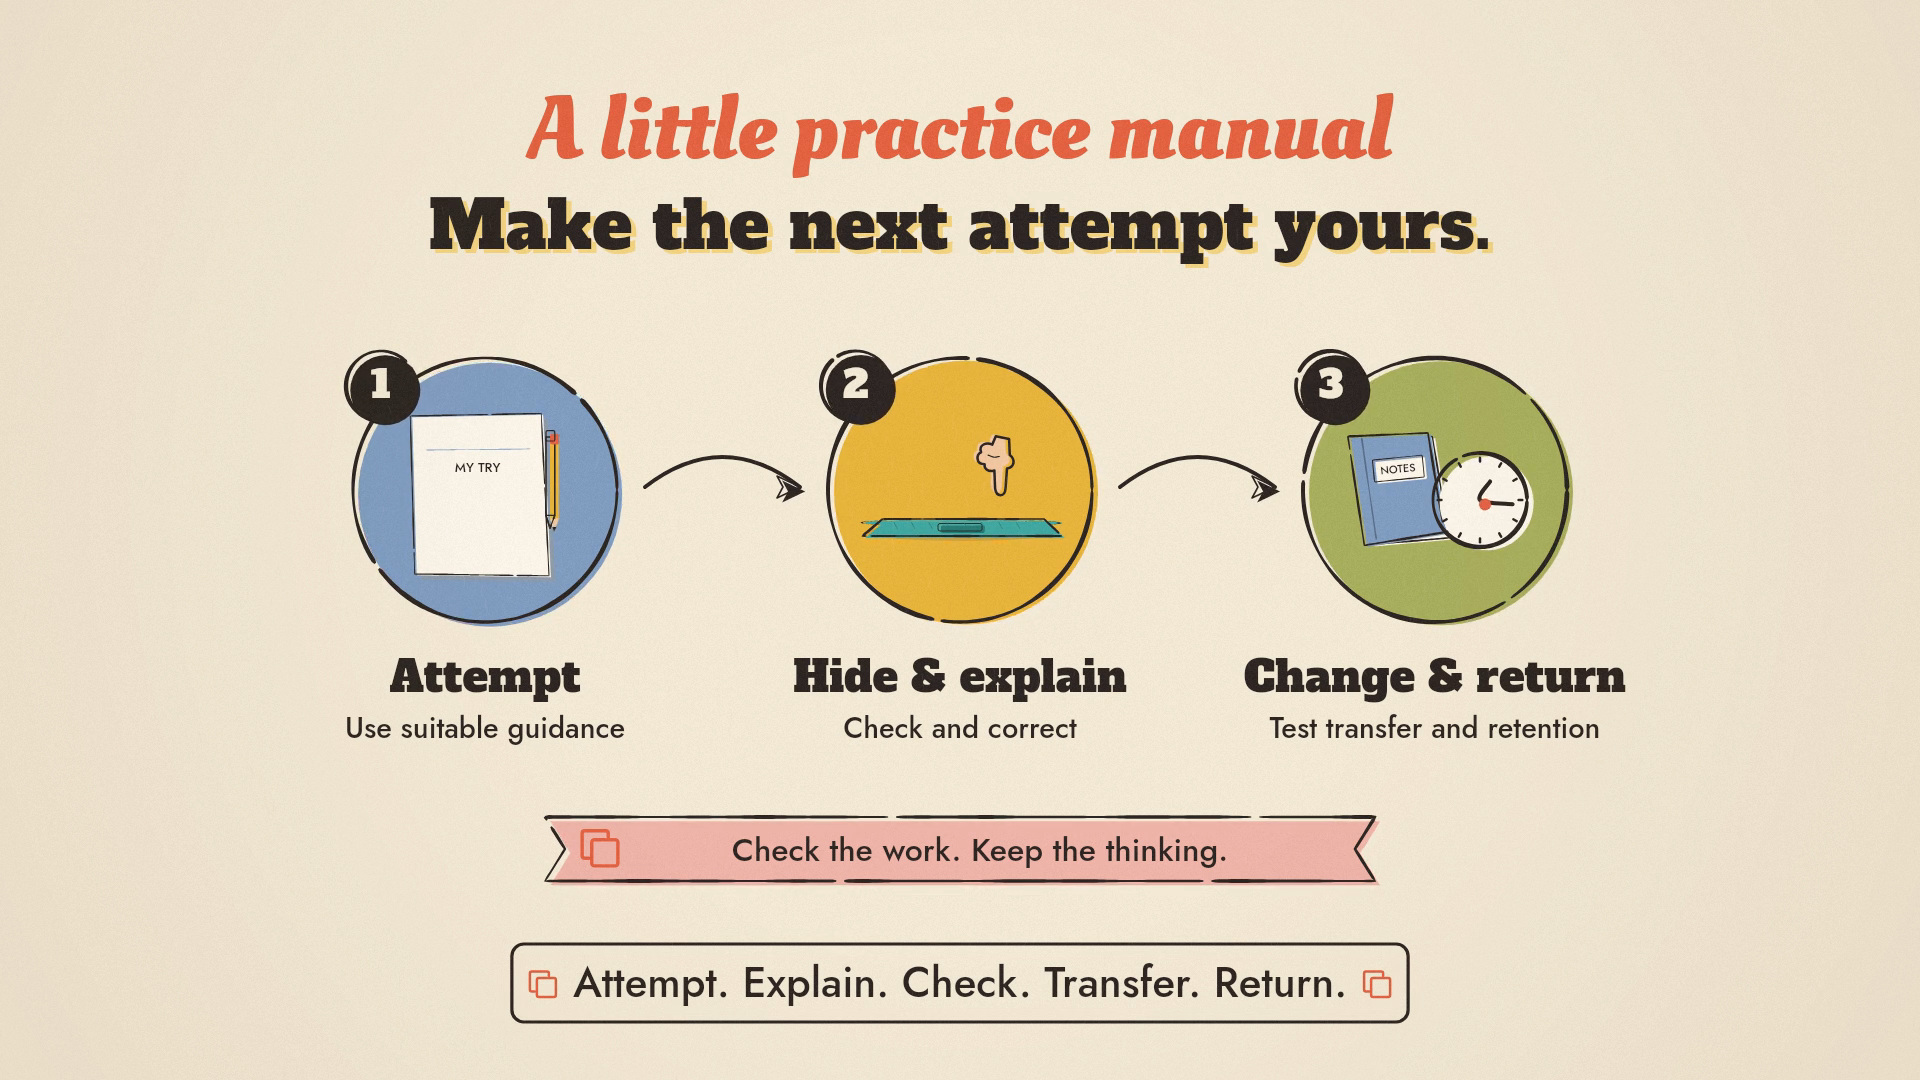 A little practice manual
Make the next attempt yours.
1
MY TRY
2
3
NOTES
Attempt
Use suitable guidance
Hide & explain
Check and correct
Change & return
Test transfer and retention
Check the work. Keep the thinking.
Attempt. Explain. Check. Transfer. Return.